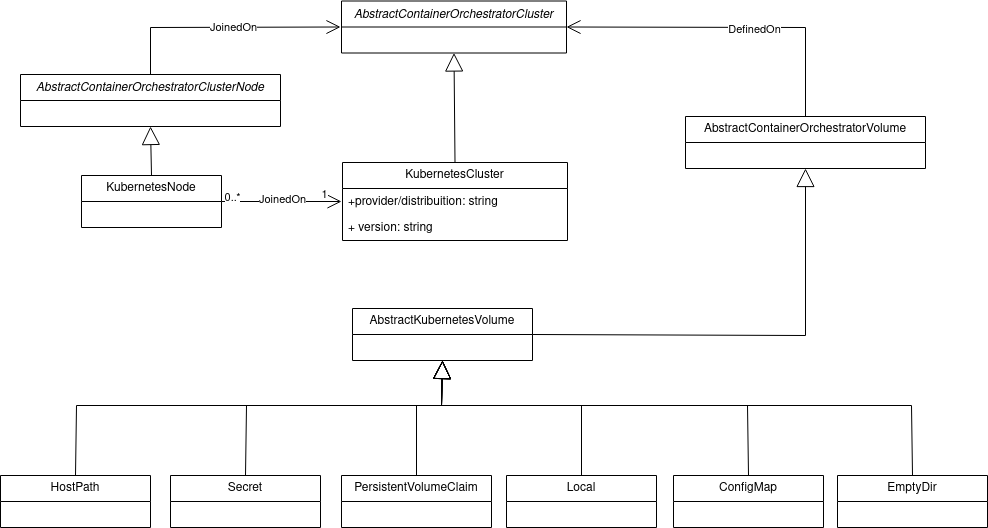 AbstractContainerOrchestratorCluster
JoinedOn
DefinedOn
AbstractContainerOrchestratorClusterNode
AbstractContainerOrchestratorVolume
KubernetesCluster
KubernetesNode
0..*
JoinedOn
1
+provider/distribuition: string
+ version: string
AbstractKubernetesVolume
HostPath
Secret
PersistentVolumeClaim
Local
ConfigMap
EmptyDir